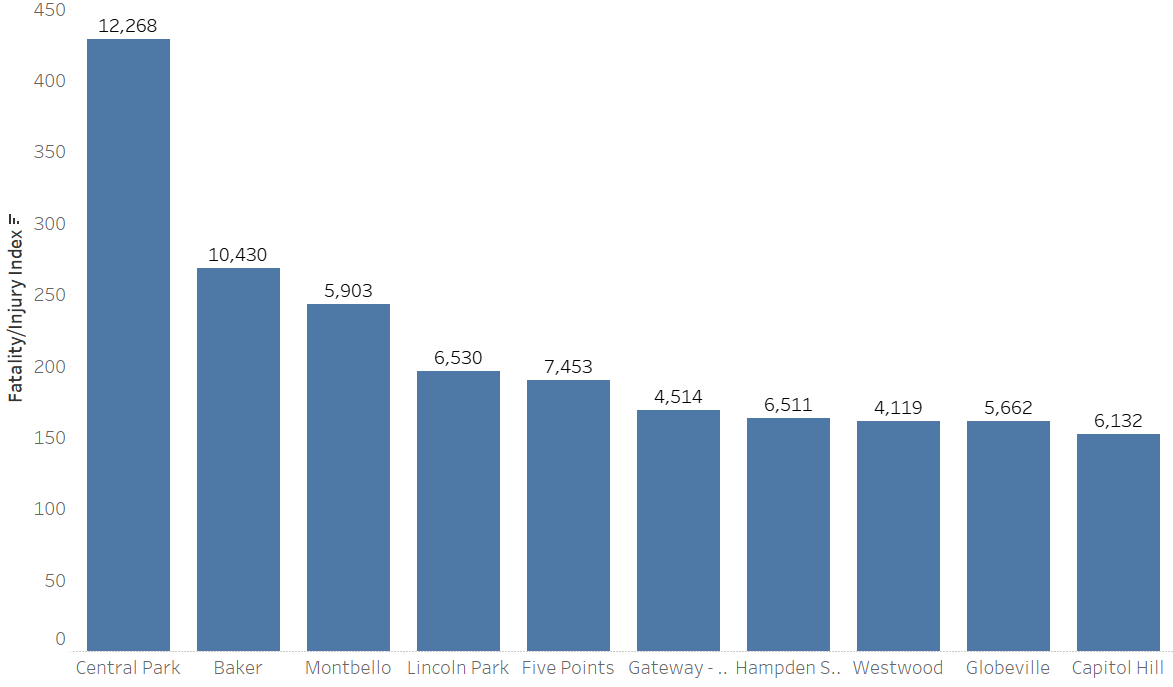 450
400
350
300
250
200
150
100
50
0
Fatality/Injury Index
12,268
10,430
5,903
6,530
7,453
4,514
6,511
4,119
5,662
6,132
Central Park
Baker
Montbello
Lincoln Park
Five Points
Gateway - ..
Hampden S..
Westwood
Globeville
Capitol Hill